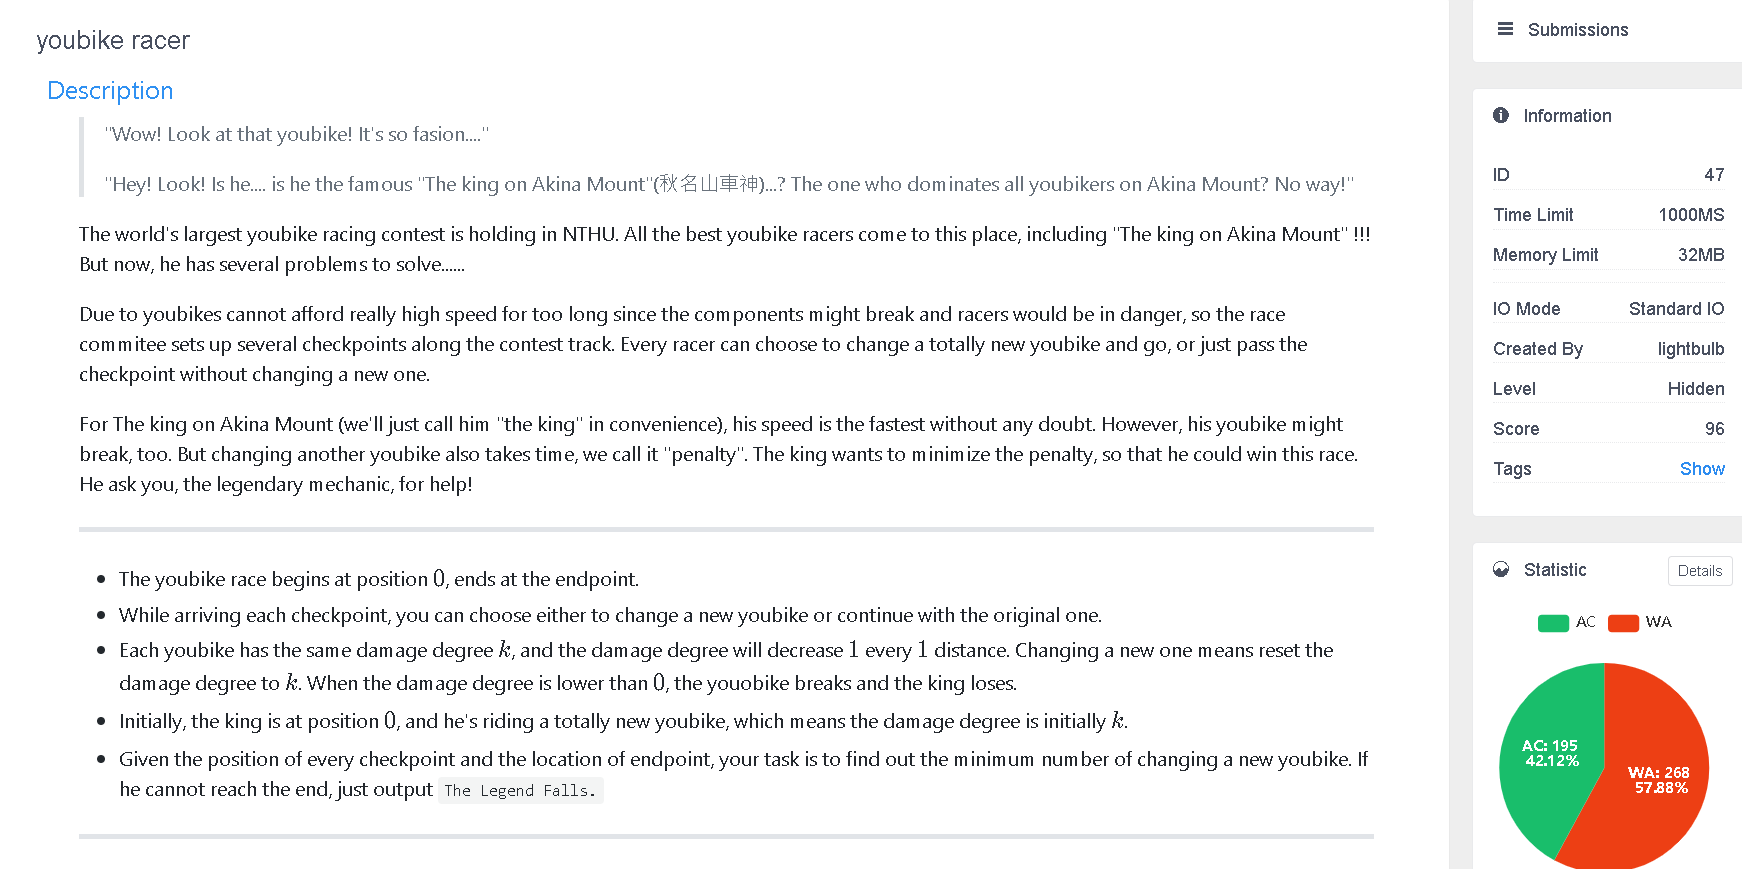 youbike racer
Description
"Wow! Look at that youbike! It's so fasion...."
"Hey! Look! Is he.... is he the famous "The king on Akina Mount"(秋名山車神)...? The one who dominates all youbikers on Akina Mount? No way!"
The world's largest youbike racing contest is holding in NTHU. All the best youbike racers come to this place, including "The king on Akina Mount" !!!
But now, he has several problems to solve......
Due to youbikes cannot afford really high speed for too long since the components might break and racers would be in danger, so the race
commitee sets up several checkpoints along the contest track. Every racer can choose to change a totally new youbike and go, or just pass the
checkpoint without changing a new one.
For The king on Akina Mount (we'll just call him "the king" in convenience), his speed is the fastest without any doubt. However, his youbike might
break, too. But changing another youbike also takes time, we call it "penalty". The king wants to minimize the penalty, so that he could win this race.
He ask you, the legendary mechanic, for help!
• The youbike race begins at position 0, ends at the endpoint.
• While arriving each checkpoint, you can choose either to change a new youbike or continue with the original one.
• Each youbike has the same damage degree k, and the damage degree will decrease 1 every 1 distance. Changing a new one means reset the
damage degree to k. When the damage degree is lower than 0, the youobike breaks and the king loses.
• Initially, the king is at position 0, and he's riding a totally new youbike, which means the damage degree is initially k.
• Given the position of every checkpoint and the location of endpoint, your task is to find out the minimum number of changing a new youbike. If
he cannot reach the end, just output The Legend Falls.
Submissions
Information
ID 47
Time Limit 1000MS
Memory Limit 32MB
IO Mode Standard IO
Created By lightbulb
Level Hidden
Score 96
Tags Show
Statistic Details
AC WA
AC: 195
42.12%
WA: 268
57.88%